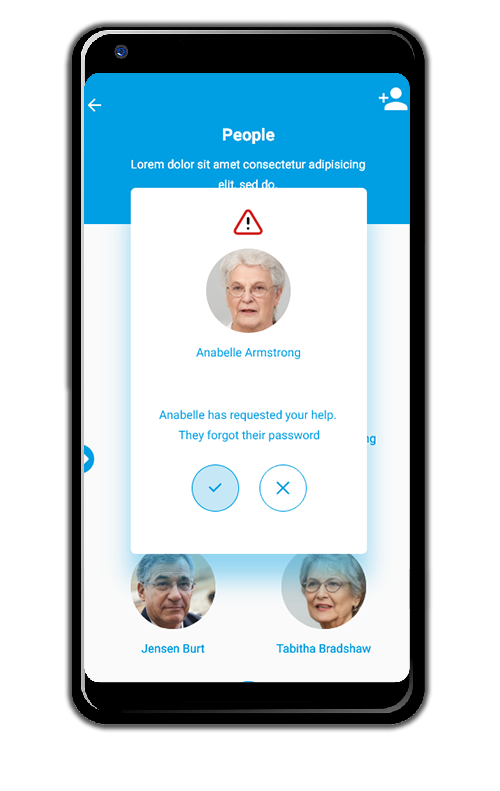 People
Lorem dolor sit amet consectetur adipisicing
elit, sed do.
Anabelle Armstrong
Anabelle has requested your help.
They forgot their password
ng
Jensen Burt
Tabitha Bradshaw